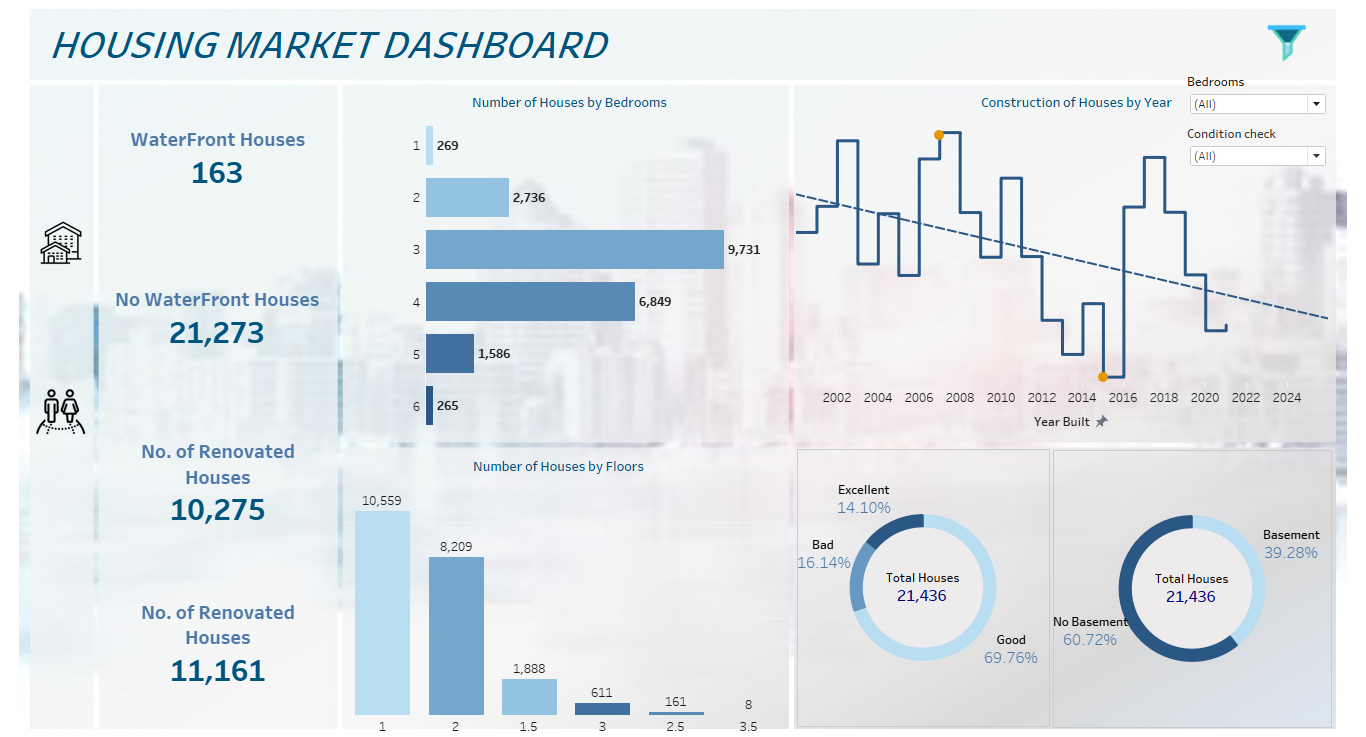 HOUSING MARKET DASHBOARD
WaterFront Houses
163
No WaterFront Houses
21,273
No. of Renovated
Houses
10,275
No. of Renovated
Houses
11,161
Number of Houses by Bedrooms
1 269
2 2,736
3 9,731
4 6,849
5 1,586
6 265
Number of Houses by Floors
10,559
8,209
1,888
611
161
8
1 2 1.5 3 2.5 3.5
Construction of Houses by Year
Bedrooms
(All)
Condition check
(All)
2002 2004 2006 2008 2010 2012 2014 2016 2018 2020 2022 2024
Year Built
Excellent
14.10%
Bad
16.14%
Total Houses
21,436
Good
69.76%
Basement
39.28%
Total Houses
21,436
No Basement
60.72%